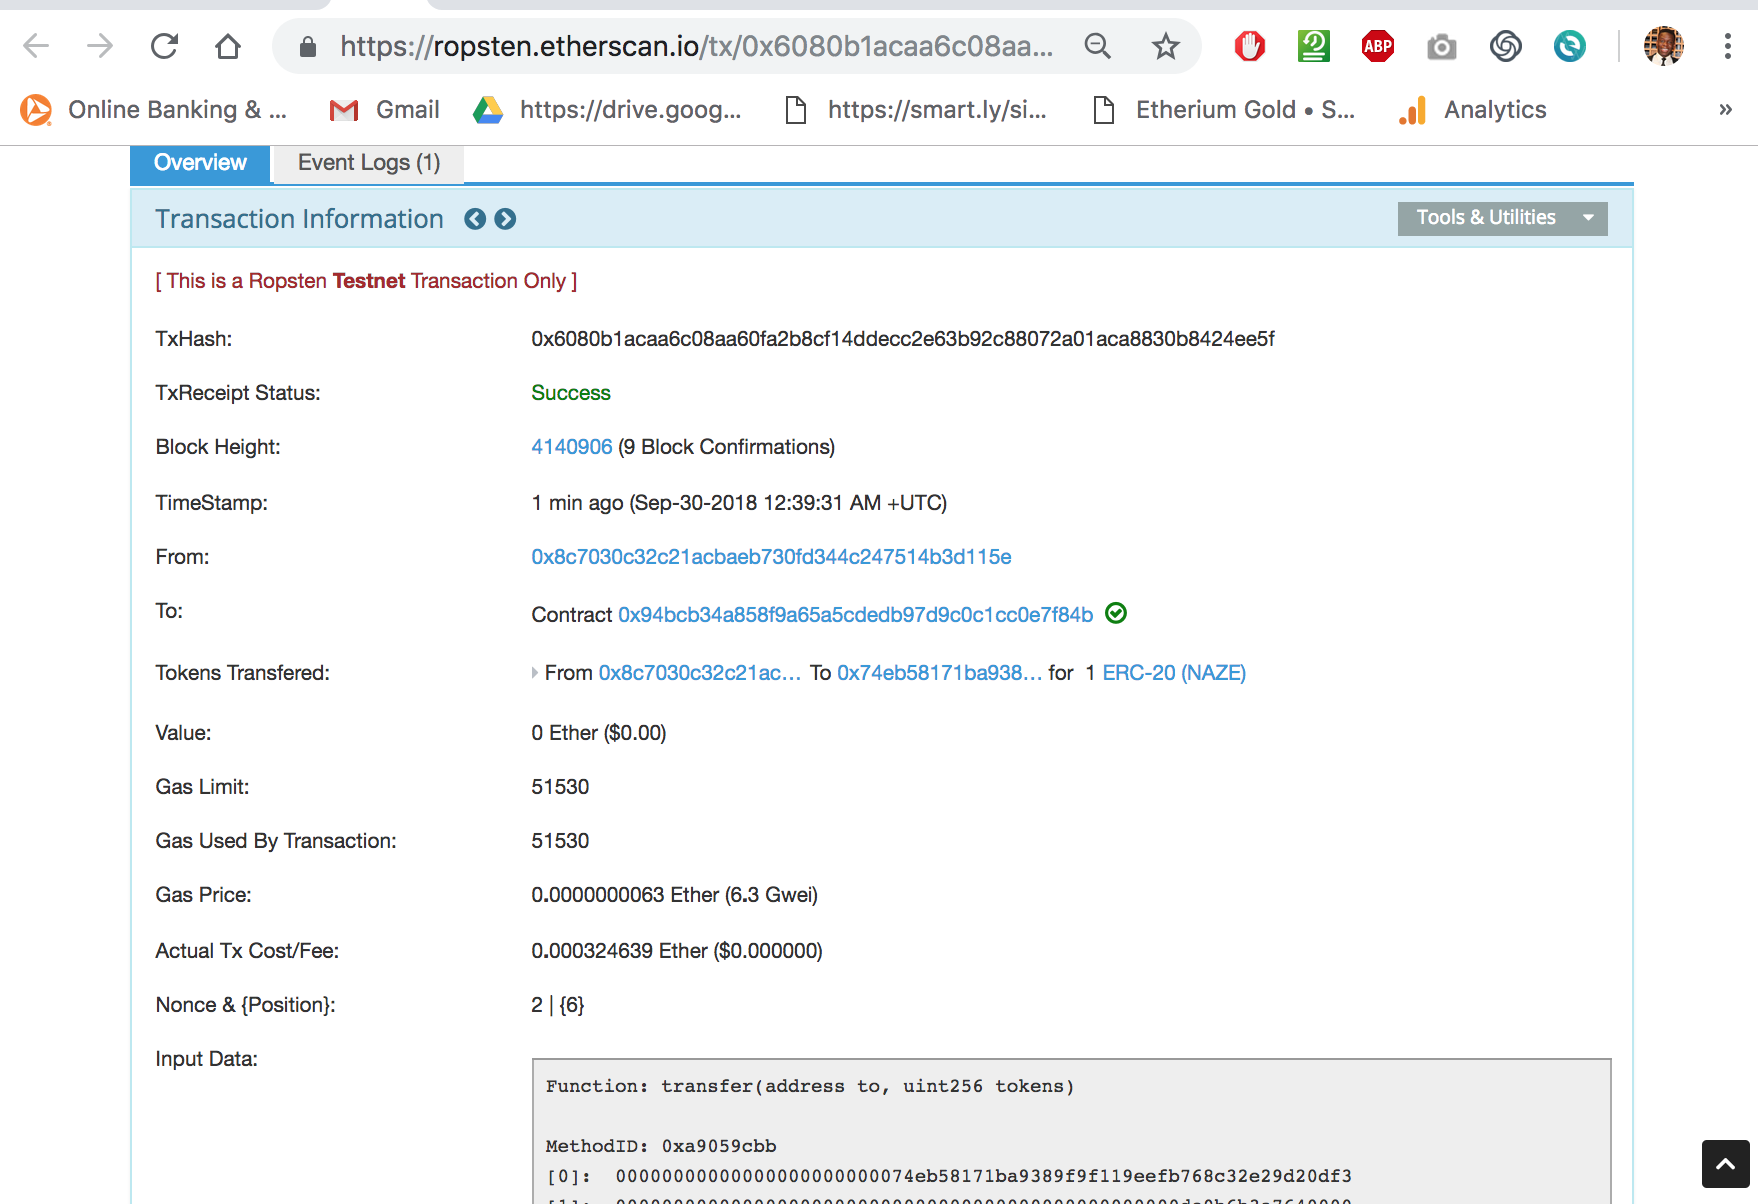 https://ropsten.etherscan.io/tx/0x6080b1acaa6c08aa...
ABP
Online Banking & ...
Gmail
https://drive.goog...
https://smart.ly/si...
Etherium Gold • S...
Analytics
»
Overview
Event Logs (1)
Transaction Information
Tools & Utilities
[ This is a Ropsten Testnet Transaction Only ]
TxHash: 0x6080b1acaa6c08aa60fa2b8cf14ddecc2e63b92c88072a01aca8830b8424ee5f
TxReceipt Status: Success
Block Height: 4140906 (9 Block Confirmations)
TimeStamp: 1 min ago (Sep-30-2018 12:39:31 AM +UTC)
From: 0x8c7030c32c21acbaeb730fd344c247514b3d115e
To: Contract 0x94bcb34a858f9a65a5cdedb97d9c0c1cc0e7f84b
Tokens Transfered: From 0x8c7030c32c21ac... To 0x74eb58171ba938... for 1 ERC-20 (NAZE)
Value: 0 Ether ($0.00)
Gas Limit: 51530
Gas Used By Transaction: 51530
Gas Price: 0.0000000063 Ether (6.3 Gwei)
Actual Tx Cost/Fee: 0.000324639 Ether ($0.000000)
Nonce & {Position}: 2 | {6}
Input Data:
Function: transfer(address to, uint256 tokens)
MethodID: 0xa9059cbb
[0]: 00000000000000000000000074eb58171ba9389f9f119eefb768c32e29d20df3